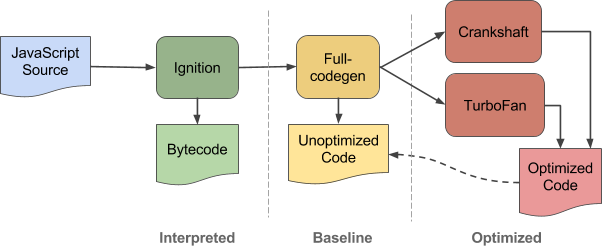 JavaScript
Source
Ignition
Bytecode
Full-
codegen
Unoptimized
Code
Crankshaft
TurboFan
Optimized
Code
Interpreted
Baseline
Optimized